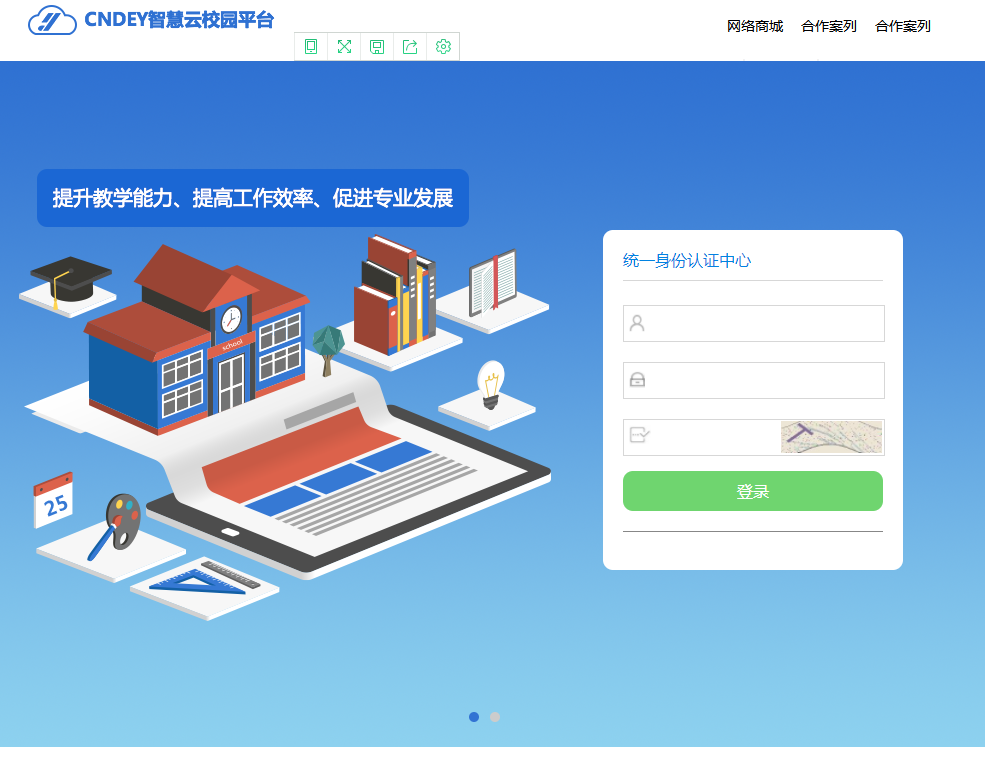 CNDEY智慧云校园平台
网络商城 合作案列 合作案列
提升教学能力、提高工作效率、促进专业发展
统一身份认证中心
school
登录
25